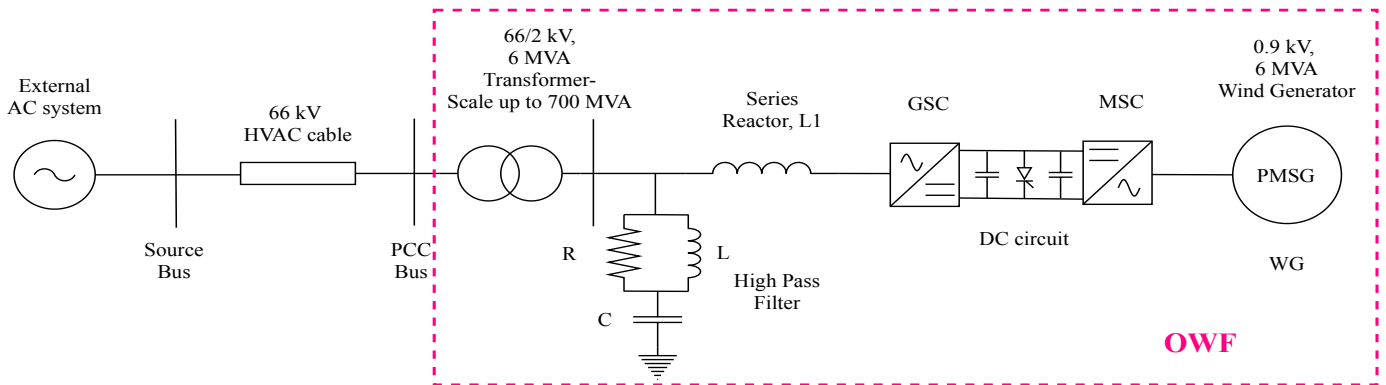 External
AC system
66 kV
HVAC cable
Source
Bus
PCC
Bus
66/2 kV,
6 MVA
Transformer-
Scale up to 700 MVA
Series
Reactor, L1
R
L
C
High Pass
Filter
GSC
MSC
DC circuit
0.9 kV,
6 MVA
Wind Generator
PMSG
WG
OWF